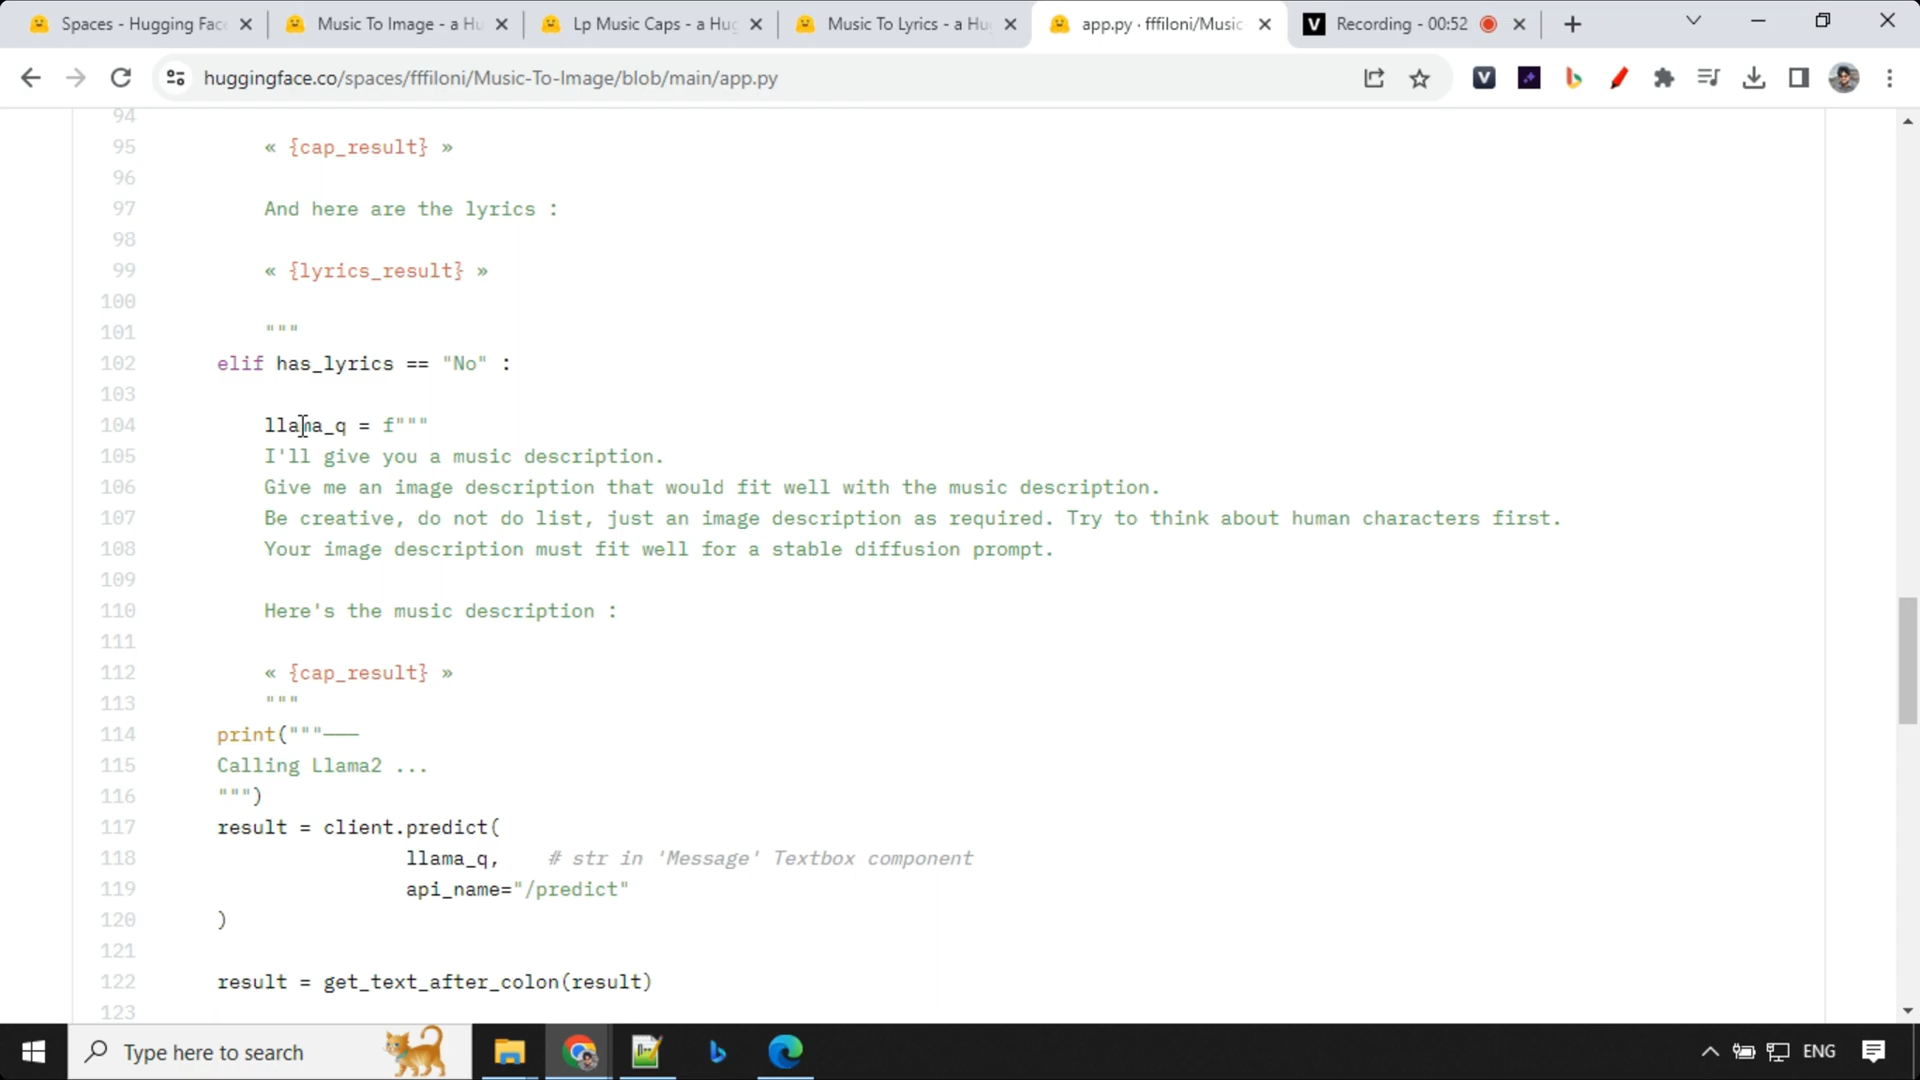 Spaces - Hugging Fac
Music To Image - a Hu
Lp Music Caps - a Hug
Music To Lyrics - a Hu
app.py · fffiloni/Music-
V Recording - 00:52
huggingface.co/spaces/fffiloni/Music-To-Image/blob/main/app.py
94
95 « {cap_result} »
96
97 And here are the lyrics :
98
99 « {lyrics_result} »
100
101 """
102 elif has_lyrics == "No" :
103
104 llama_q = f"""
105 I'll give you a music description.
106 Give me an image description that would fit well with the music description.
107 Be creative, do not do list, just an image description as required. Try to think about human characters first.
108 Your image description must fit well for a stable diffusion prompt.
109
110 Here's the music description :
111
112 « {cap_result} »
113 """
114 print("""———
115 Calling Llama2 ...
116 """)
117 result = client.predict(
118 llama_q, # str in 'Message' Textbox component
119 api_name="/predict"
120 )
121
122 result = get_text_after_colon(result)
123
Type here to search
ENG